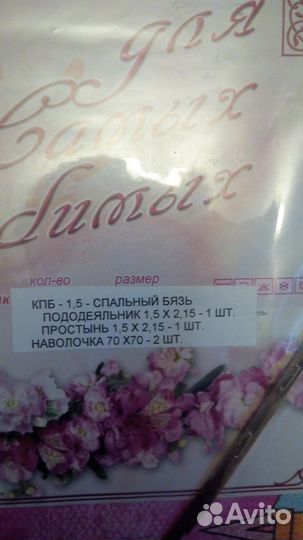 для
Самых
бимых
кол-во размер
КПБ - 1,5 - СПАЛЬНЫЙ БЯЗЬ
ПОДОДЕЯЛЬНИК 1,5 Х 2,15 - 1 ШТ.
ПРОСТЫНЬ 1,5 Х 2,15 - 1 ШТ.
НАВОЛОЧКА 70 Х70 - 2 ШТ.
Avito